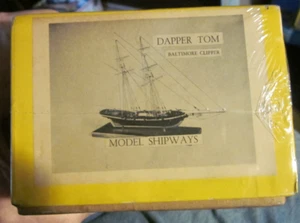 DAPPER TOM
BALTIMORE CLIPPER
MODEL SHIPWAYS